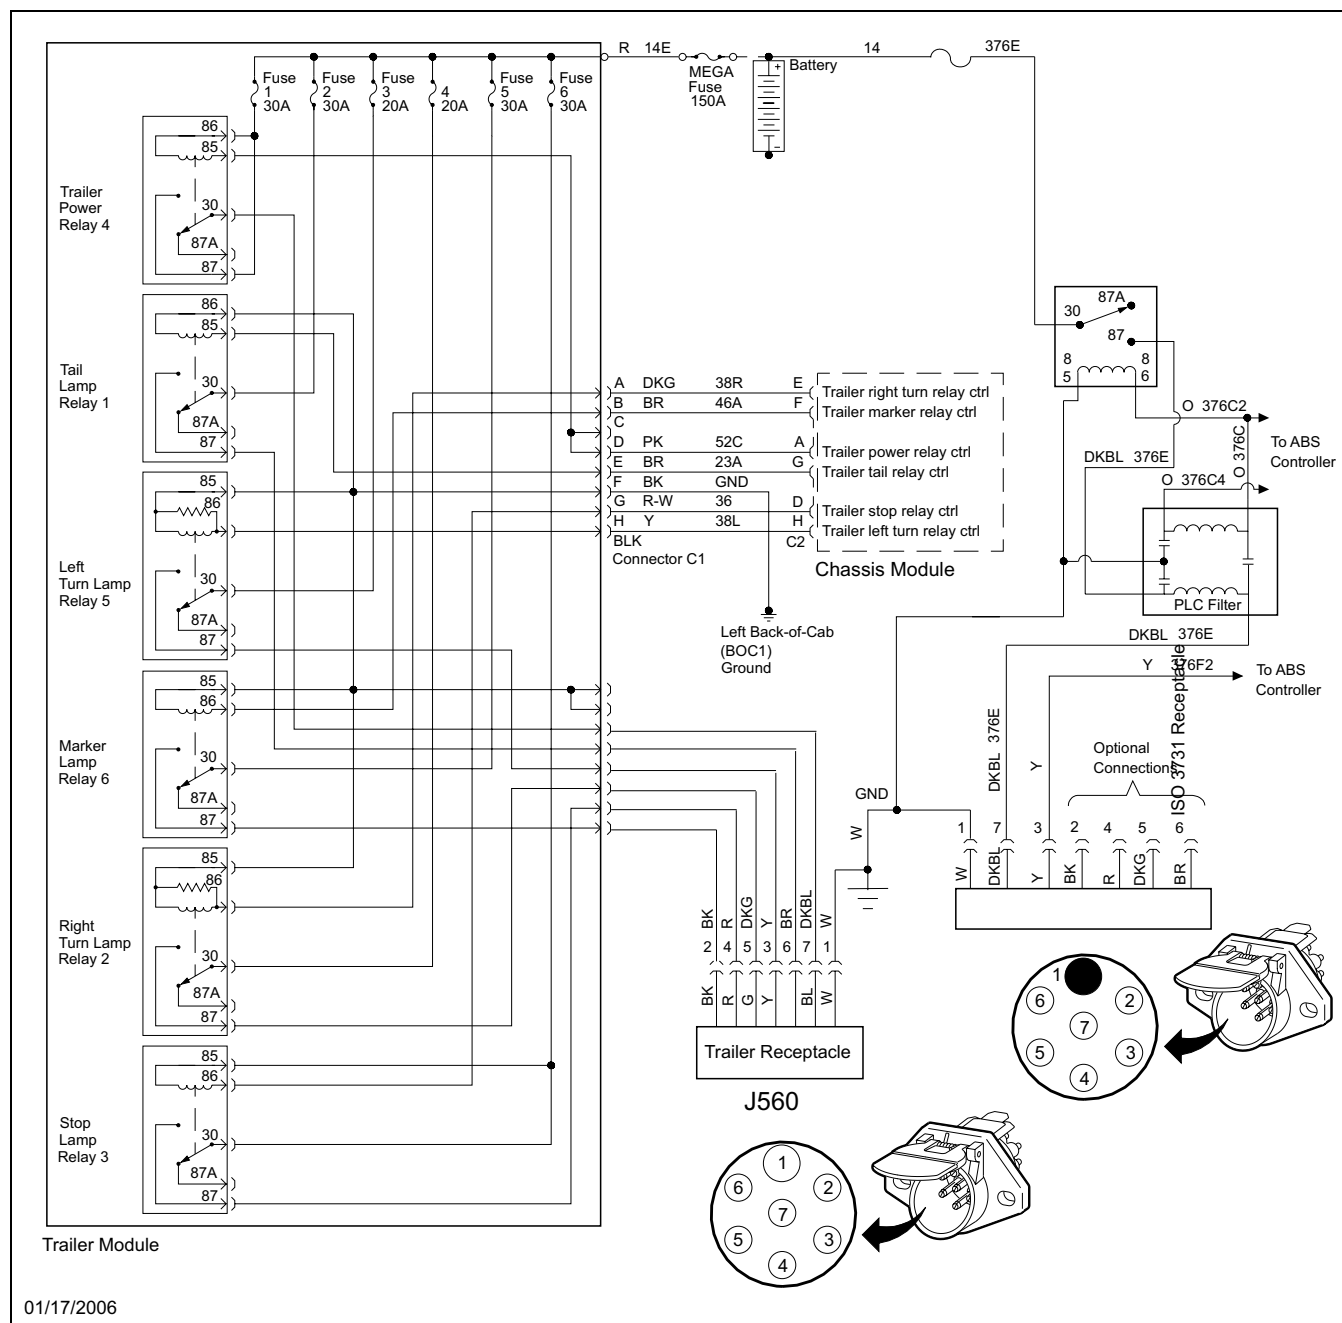 R 14E
MEGA
Fuse
150A
+
Battery
–
14 376E
Fuse
1
30A
Fuse
2
30A
Fuse
3
20A
4
20A
Fuse
5
30A
Fuse
6
30A
Trailer
Power
Relay 4
86
85
30
87A
87
Tail
Lamp
Relay 1
86
85
30
87A
87
Left
Turn Lamp
Relay 5
85
86
30
87A
87
Marker
Lamp
Relay 6
85
86
30
87A
87
Right
Turn Lamp
Relay 2
85
86
30
87A
87
Stop
Lamp
Relay 3
85
86
30
87A
87
Trailer Module
A DKG 38R E Trailer right turn relay ctrl
B BR 46A F Trailer marker relay ctrl
C
D PK 52C A Trailer power relay ctrl
E BR 23A G Trailer tail relay ctrl
F BK GND
G R-W 36 D Trailer stop relay ctrl
H Y 38L H Trailer left turn relay ctrl
BLK C2
Connector C1
Chassis Module
Left Back-of-Cab
(BOC1)
Ground
87A
30
87
8 8
5 6
O 376C2
To ABS
Controller
O 376C
DKBL 376E
O 376C4
PLC Filter
DKBL 376E
Y 376F2
To ABS
Controller
ISO 3731 Receptacle
DKBL 376E
Y
Optional
Connections
GND
W
1 7 3 2 4 5 6
W DKBL Y BK R DKG BR
BK R DKG Y BR DKBL W
2 4 5 3 6 7 1
BK R G Y BL W
Trailer Receptacle
J560
1
2
3
4
5
6
7
1
2
3
4
5
6
7
01/17/2006